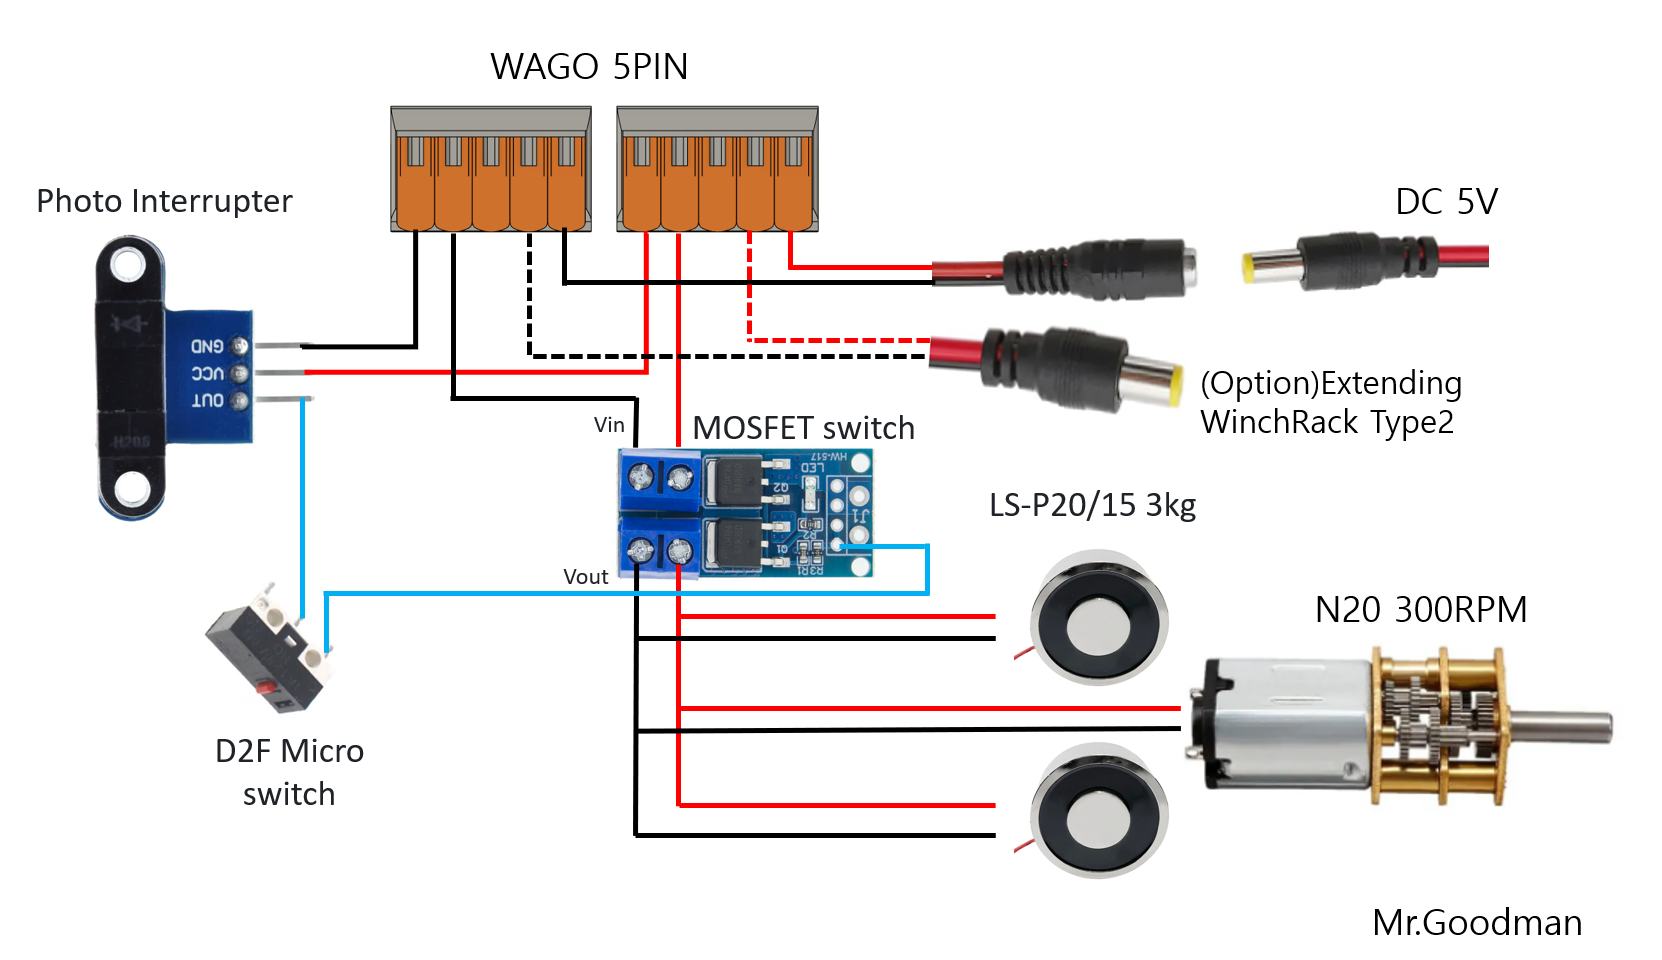 WAGO 5PIN
Photo Interrupter
DC 5V
GND
VCC
OUT
H206
(Option)Extending
WinchRack Type2
Vin
MOSFET switch
HW-517
LED
Q2
J1
R2
Q1
R3R1
Vout
LS-P20/15 3kg
N20 300RPM
D2F Micro
switch
Mr.Goodman